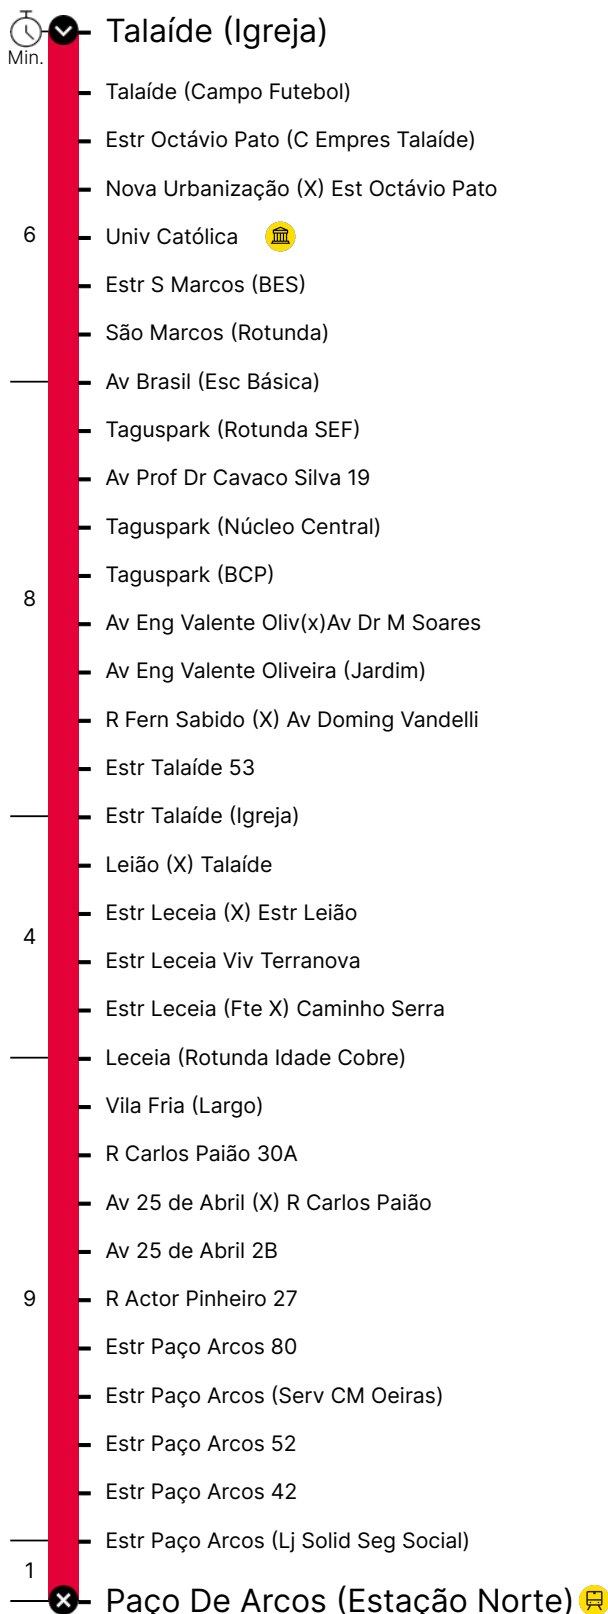 Talaíde (Igreja)
Min.
Talaíde (Campo Futebol)
Estr Octávio Pato (C Empres Talaíde)
Nova Urbanização (X) Est Octávio Pato
6 Univ Católica
Estr S Marcos (BES)
São Marcos (Rotunda)
Av Brasil (Esc Básica)
Taguspark (Rotunda SEF)
Av Prof Dr Cavaco Silva 19
Taguspark (Núcleo Central)
Taguspark (BCP)
8
Av Eng Valente Oliv(x)Av Dr M Soares
Av Eng Valente Oliveira (Jardim)
R Fern Sabido (X) Av Doming Vandelli
Estr Talaíde 53
Estr Talaíde (Igreja)
Leião (X) Talaíde
Estr Leceia (X) Estr Leião
4
Estr Leceia Viv Terranova
Estr Leceia (Fte X) Caminho Serra
Leceia (Rotunda Idade Cobre)
Vila Fria (Largo)
R Carlos Paião 30A
Av 25 de Abril (X) R Carlos Paião
Av 25 de Abril 2B
9 R Actor Pinheiro 27
Estr Paço Arcos 80
Estr Paço Arcos (Serv CM Oeiras)
Estr Paço Arcos 52
Estr Paço Arcos 42
Estr Paço Arcos (Lj Solid Seg Social)
1
Paço De Arcos (Estação Norte)